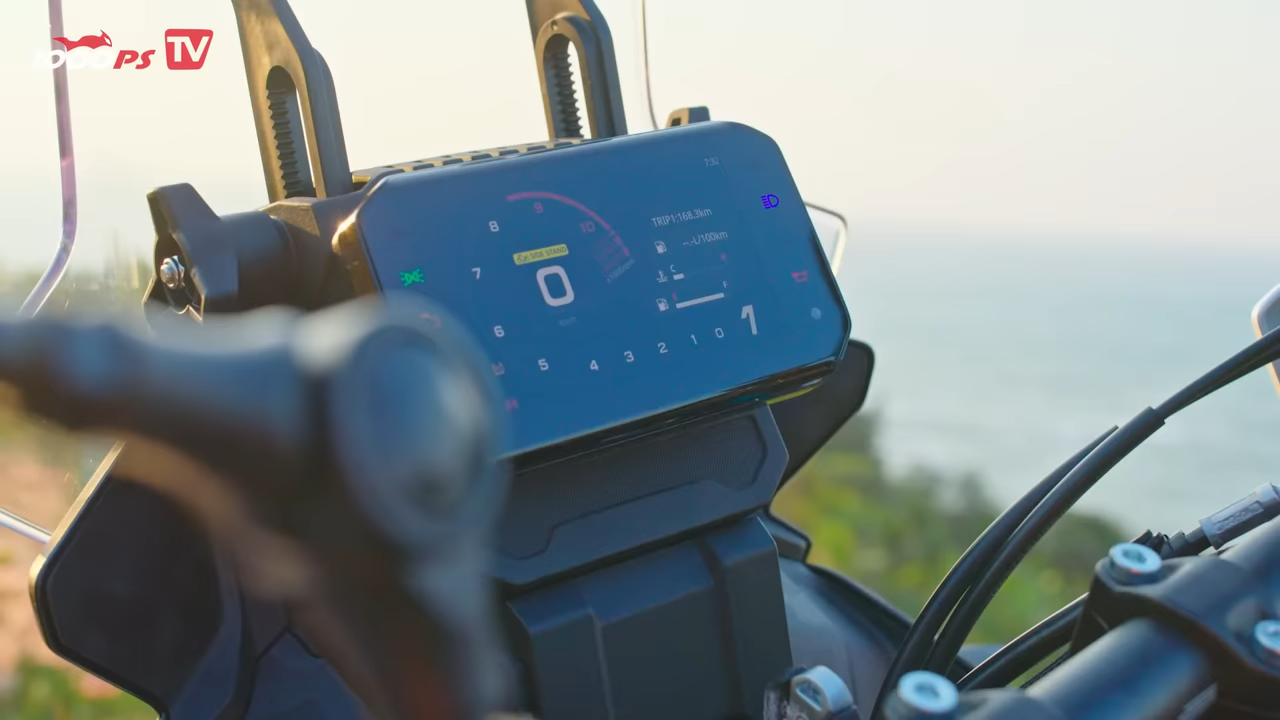 1000PS TV
7:32
TRIP1:168.3km
--.-L/100km
C
F
SIDE STAND
0
1
0
1
2
3
4
5
6
7
8
9
10